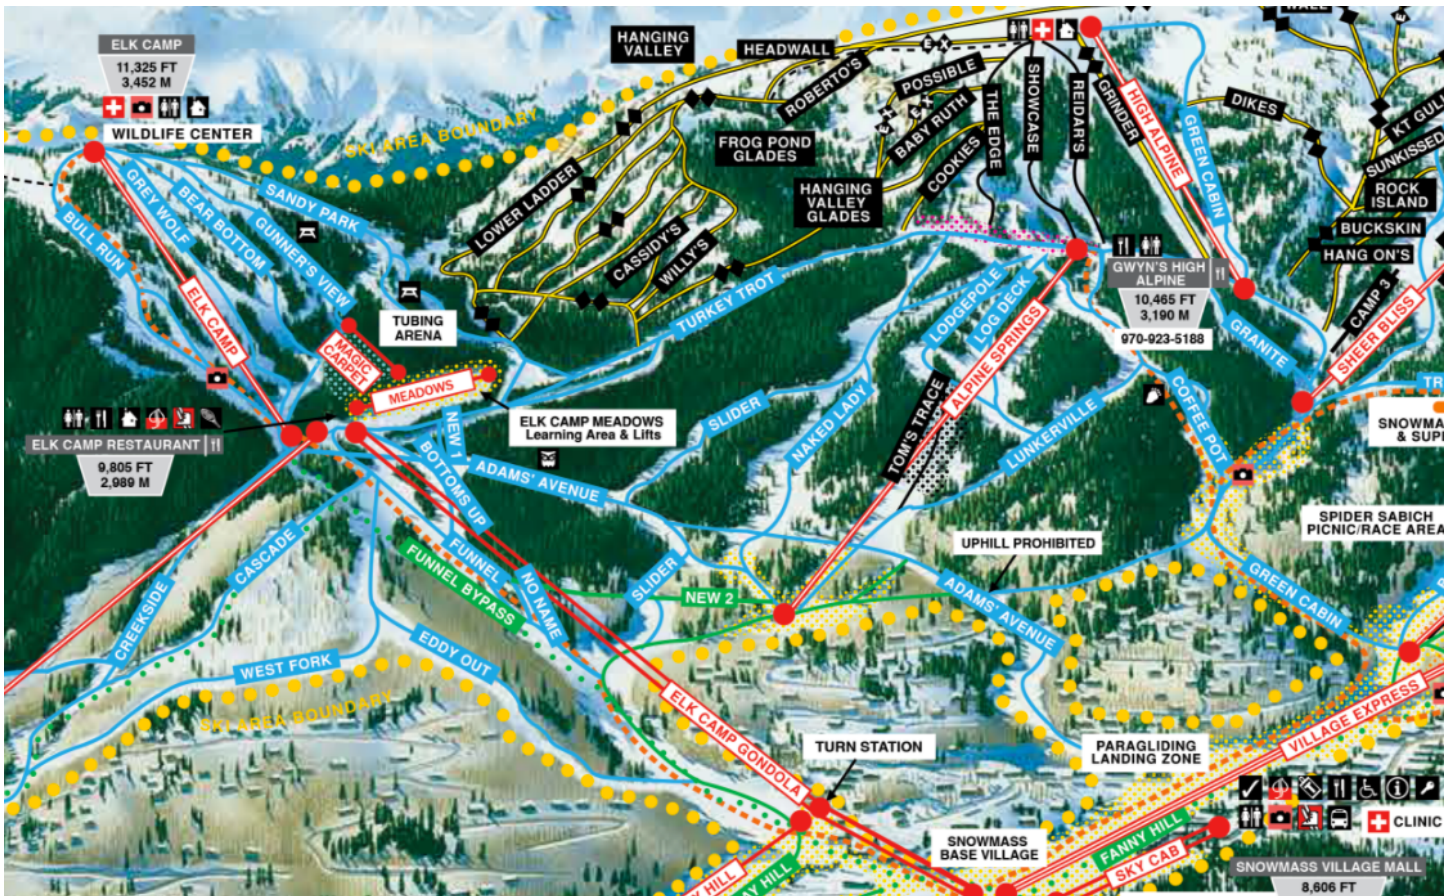 ELK CAMP
11,325 FT
3,452 M
WILDLIFE CENTER
SKI AREA BOUNDARY
HANGING
VALLEY
HEADWALL
ROBERTO'S
POSSIBLE
BABY RUTH
THE EDGE
SHOWCASE
REIDAR'S
GRINDER
COOKIES
E X
E X
E X
FROG POND
GLADES
HANGING
VALLEY
GLADES
LOWER LADDER
CASSIDY'S
WILLY'S
HIGH ALPINE
GREEN CABIN
DIKES
WALL
KT GULL
SUNKISSED
ROCK
ISLAND
BUCKSKIN
HANG ON'S
CAMP 3
SHEER BLISS
GRANITE
BULL RUN
GREY WOLF
BEAR BOTTOM
GUNNER'S VIEW
SANDY PARK
ELK CAMP
TUBING
ARENA
MAGIC
CARPET
MEADOWS
TURKEY TROT
LODGEPOLE
LOG DECK
ALPINE SPRINGS
GWYN'S HIGH
ALPINE
10,465 FT
3,190 M
970-923-5188
ELK CAMP RESTAURANT
9,805 FT
2,989 M
ELK CAMP MEADOWS
Learning Area & Lifts
NEW 1
BOTTOMS UP
ADAMS' AVENUE
SLIDER
NAKED LADY
TOM'S TRACE
LUNKERVILLE
COFFEE POT
TR
SNOWMA
& SUP
SPIDER SABICH
PICNIC/RACE AREA
CREEKSIDE
CASCADE
FUNNEL BYPASS
FUNNEL
NO NAME
SLIDER
NEW 2
UPHILL PROHIBITED
ADAMS' AVENUE
GREEN CABIN
WEST FORK
EDDY OUT
SKI AREA BOUNDARY
ELK CAMP GONDOLA
TURN STATION
PARAGLIDING
LANDING ZONE
VILLAGE EXPRESS
SNOWMASS
BASE VILLAGE
FANNY HILL
SKY CAB
Y HILL
AY HILL
CLINIC
SNOWMASS VILLAGE MALL
8,606 FT